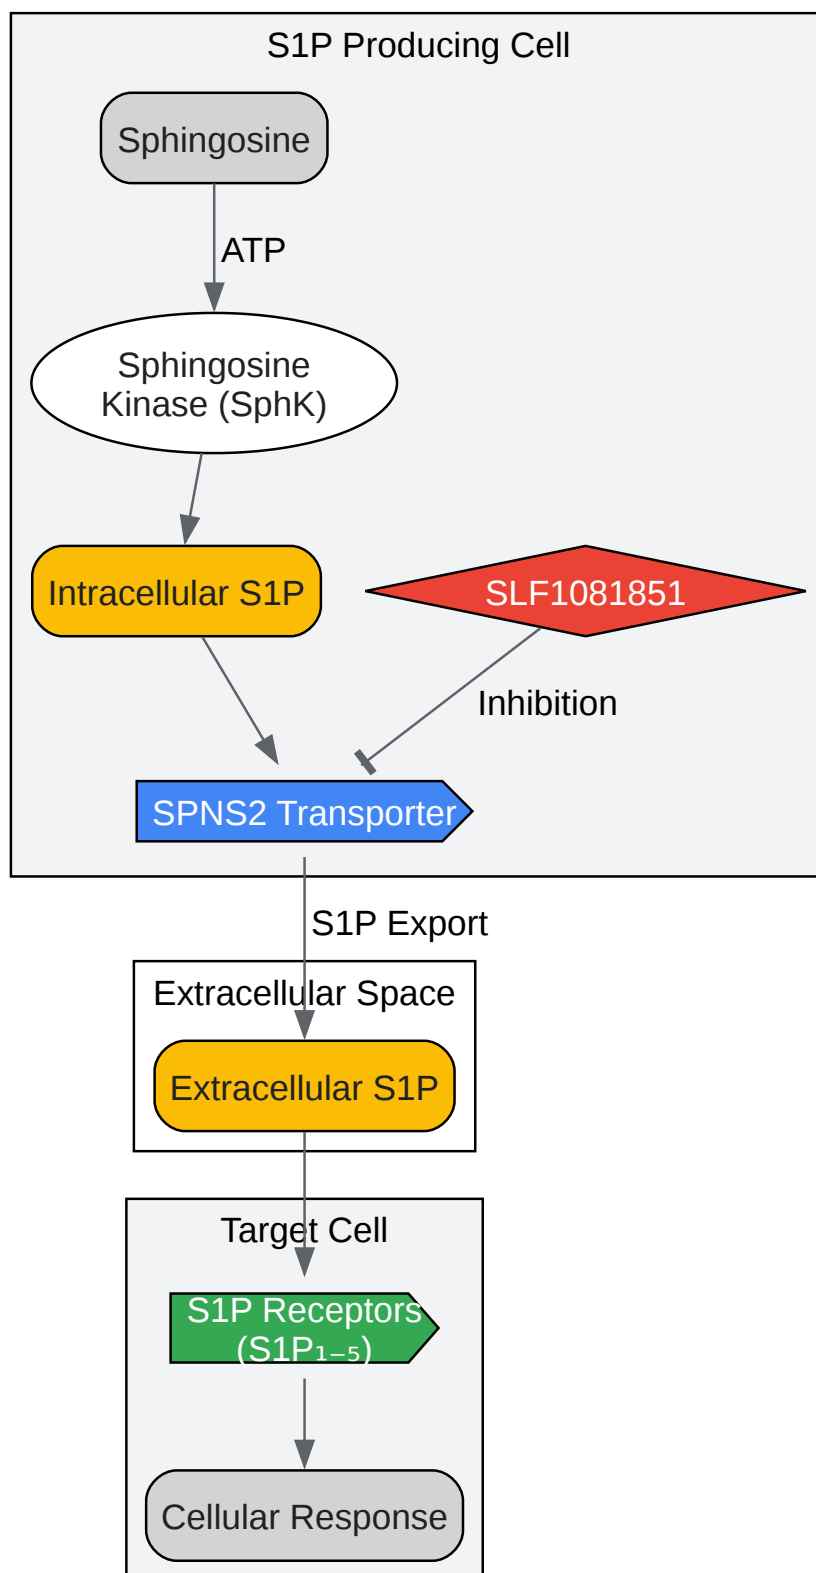 S1P Producing Cell
Sphingosine
ATP
Sphingosine
Kinase (SphK)
Intracellular S1P
SLF1081851
Inhibition
SPNS2 Transporter
S1P Export
Extracellular Space
Extracellular S1P
Target Cell
S1P Receptors
(S1P₁₋₅)
Cellular Response